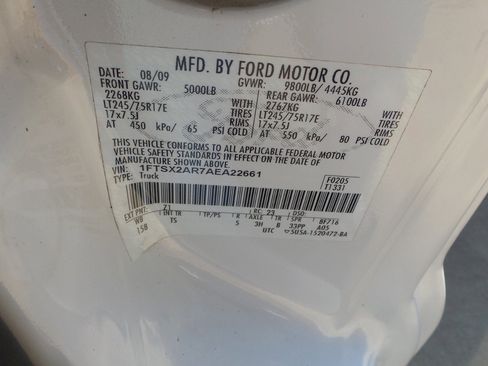 MFD. BY FORD MOTOR CO.
DATE: 08/09 GVWR: 9800LB/ 4445KG
FRONT GAWR: 5000LB REAR GAWR: 6100LB
2268KG WITH 2767KG WITH
LT245/75R17E TIRES LT245/75R17E TIRES
17x7.5J RIMS 17x7.5J RIMS
AT 450 kPa/ 65 PSI COLD AT 550 kPa/ 80 PSI COLD
THIS VEHICLE CONFORMS TO ALL APPLICABLE FEDERAL MOTOR VEHICLE
SAFETY STANDARDS IN EFFECT ON THE DATE OF MANUFACTURE SHOWN ABOVE.
VIN: 1FTSX2AR7AEA22661 F0205
TYPE: Truck T1331
EXT PNT: Z1 RC: 23 DSO:
WB INT TR TP/PS R AXLE TR SPR 8F716
158 TS S 3H B 33PP A05
UTC 5U5A-1520472-BA